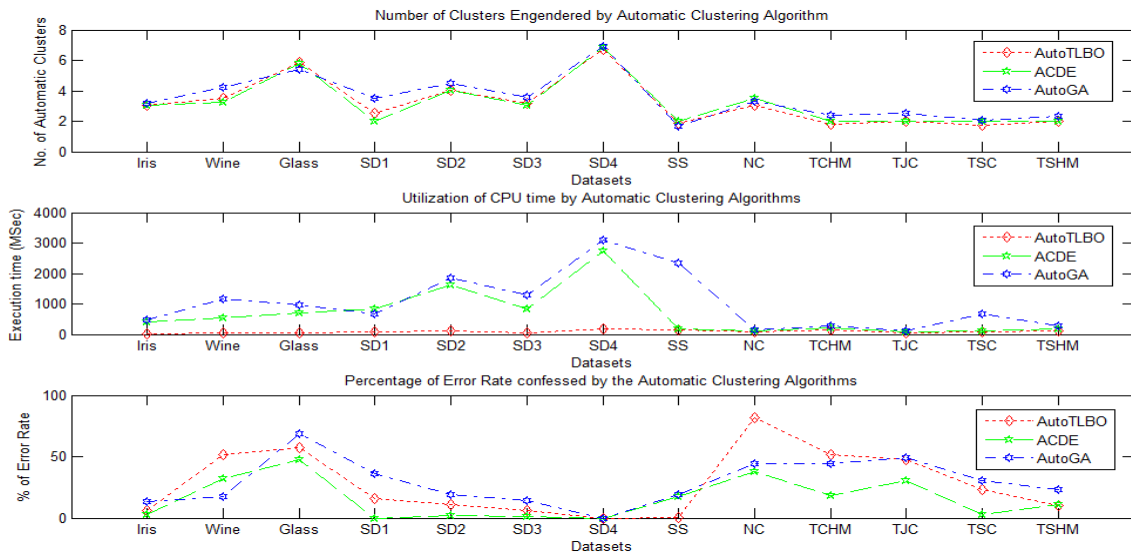 Number of Clusters Engendered by Automatic Clustering Algorithm
No. of Automatic Clusters
8
6
4
2
0
AutoTLBO
ACDE
AutoGA
Iris Wine Glass SD1 SD2 SD3 SD4 SS NC TCHM TJC TSC TSHM
Datasets
Utilization of CPU time by Automatic Clustering Algorithms
Execution time (MSec)
4000
3000
2000
1000
0
AutoTLBO
ACDE
AutoGA
Iris Wine Glass SD1 SD2 SD3 SD4 SS NC TCHM TJC TSC TSHM
Datasets
Percentage of Error Rate confessed by the Automatic Clustering Algorithms
% of Error Rate
100
50
0
AutoTLBO
ACDE
AutoGA
Iris Wine Glass SD1 SD2 SD3 SD4 SS NC TCHM TJC TSC TSHM
Datasets